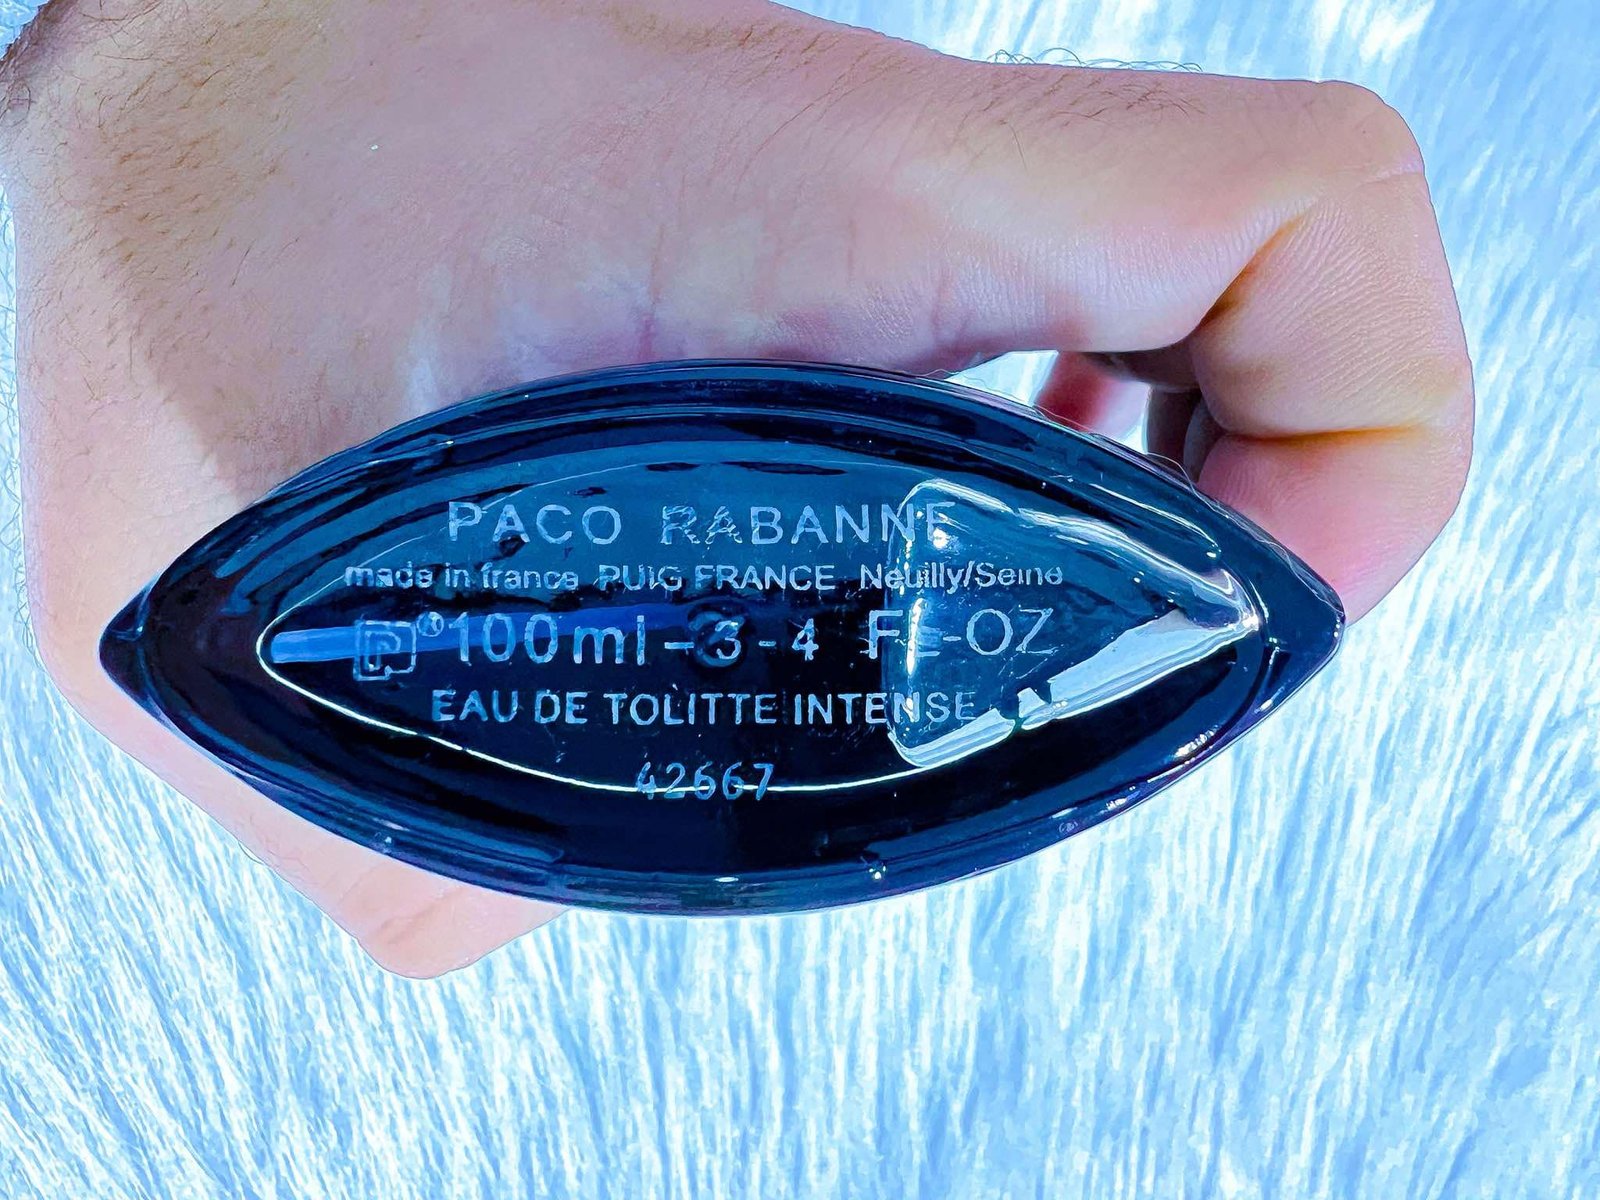 PACO RABANNE
made in france PUIG FRANCE Neuilly/Seine
P ® 100ml-3-4 FL-OZ
EAU DE TOLITTE INTENSE
42667